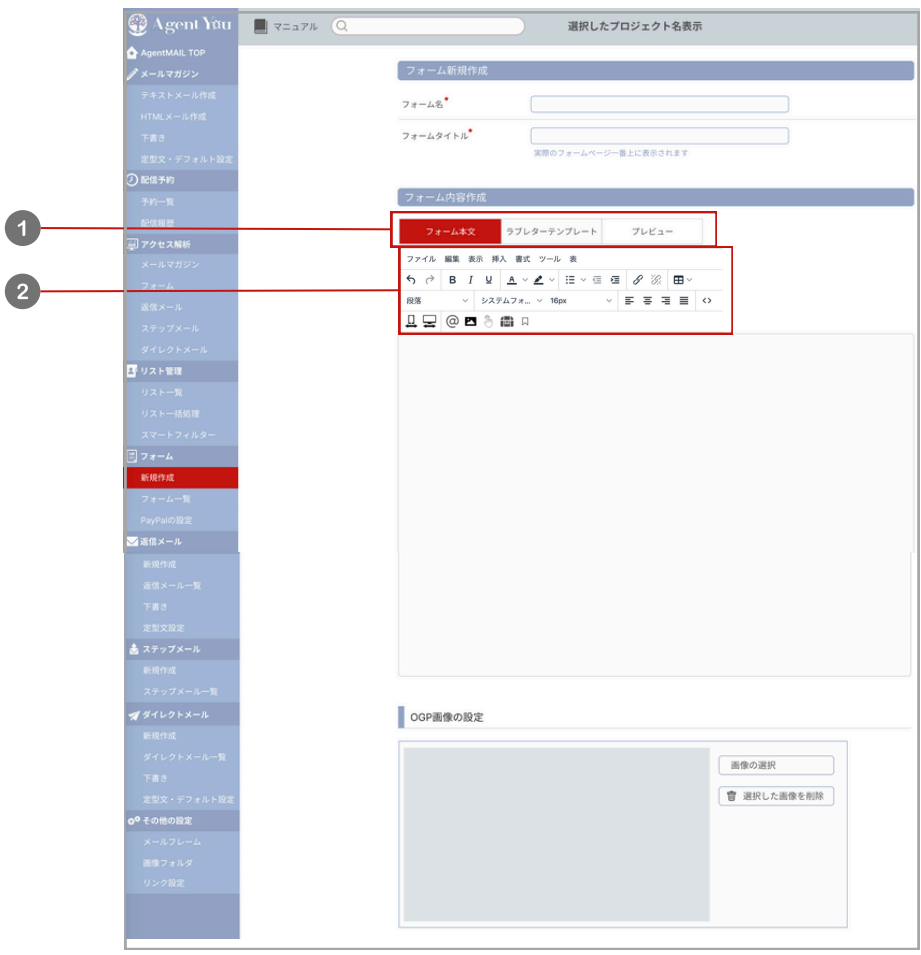 Agent You
マニュアル
選択したプロジェクト名表示
AgentMAIL TOP
メールマガジン
テキストメール作成
HTMLメール作成
下書き
定型文・デフォルト設定
配信予約
予約一覧
配信履歴
アクセス解析
メールマガジン
フォーム
返信メール
ステップメール
ダイレクトメール
リスト管理
リスト一覧
リスト一括処理
スマートフィルター
フォーム
新規作成
フォーム一覧
PayPalの設定
返信メール
新規作成
返信メール一覧
下書き
定型文設定
ステップメール
新規作成
ステップメール一覧
ダイレクトメール
新規作成
ダイレクトメール一覧
下書き
定型文・デフォルト設定
その他の設定
メールフレーム
画像フォルダ
リンク設定
フォーム新規作成
フォーム名*
フォームタイトル*
実際のフォームページ一番上に表示されます
フォーム内容作成
1
フォーム本文 ラブレターテンプレート プレビュー
2
ファイル 編集 表示 挿入 書式 ツール 表
B I U A
段落 システムフォ... 16px
OGP画像の設定
画像の選択
選択した画像を削除